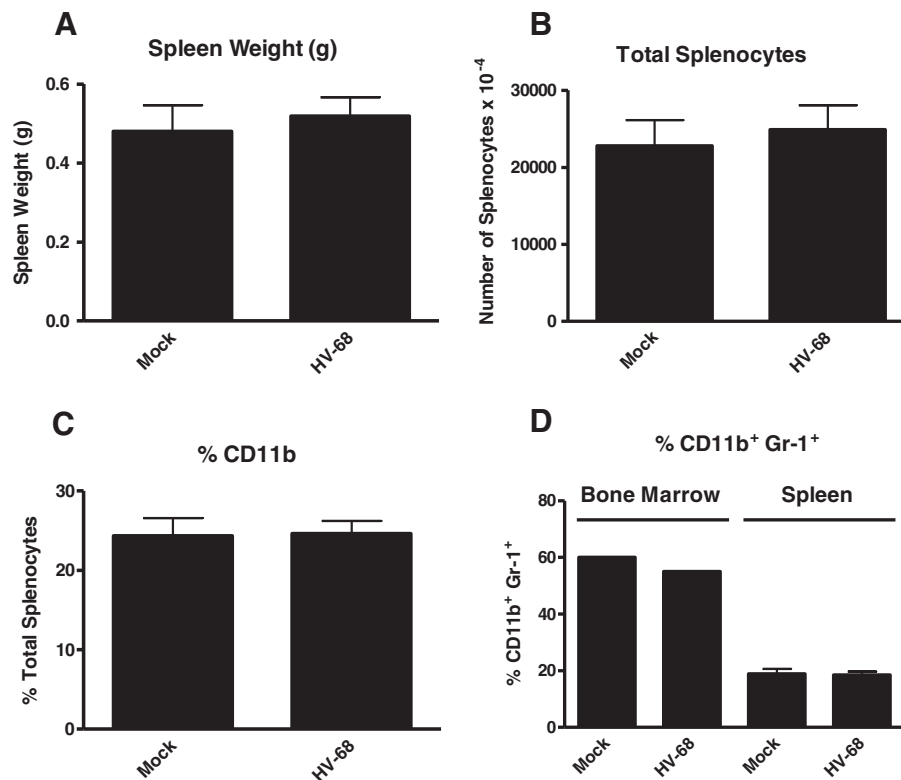 A
Spleen Weight (g)
Spleen Weight (g)
0.6
0.4
0.2
0.0
Mock
HV-68
B
Total Splenocytes
Number of Splenocytes x 10⁻⁴
30000
20000
10000
0
Mock
HV-68
C
% CD11b
% Total Splenocytes
30
20
10
0
Mock
HV-68
D
% CD11b⁺ Gr-1⁺
Bone Marrow
Spleen
% CD11b⁺ Gr-1⁺
80
60
40
20
0
Mock
HV-68
Mock
HV-68